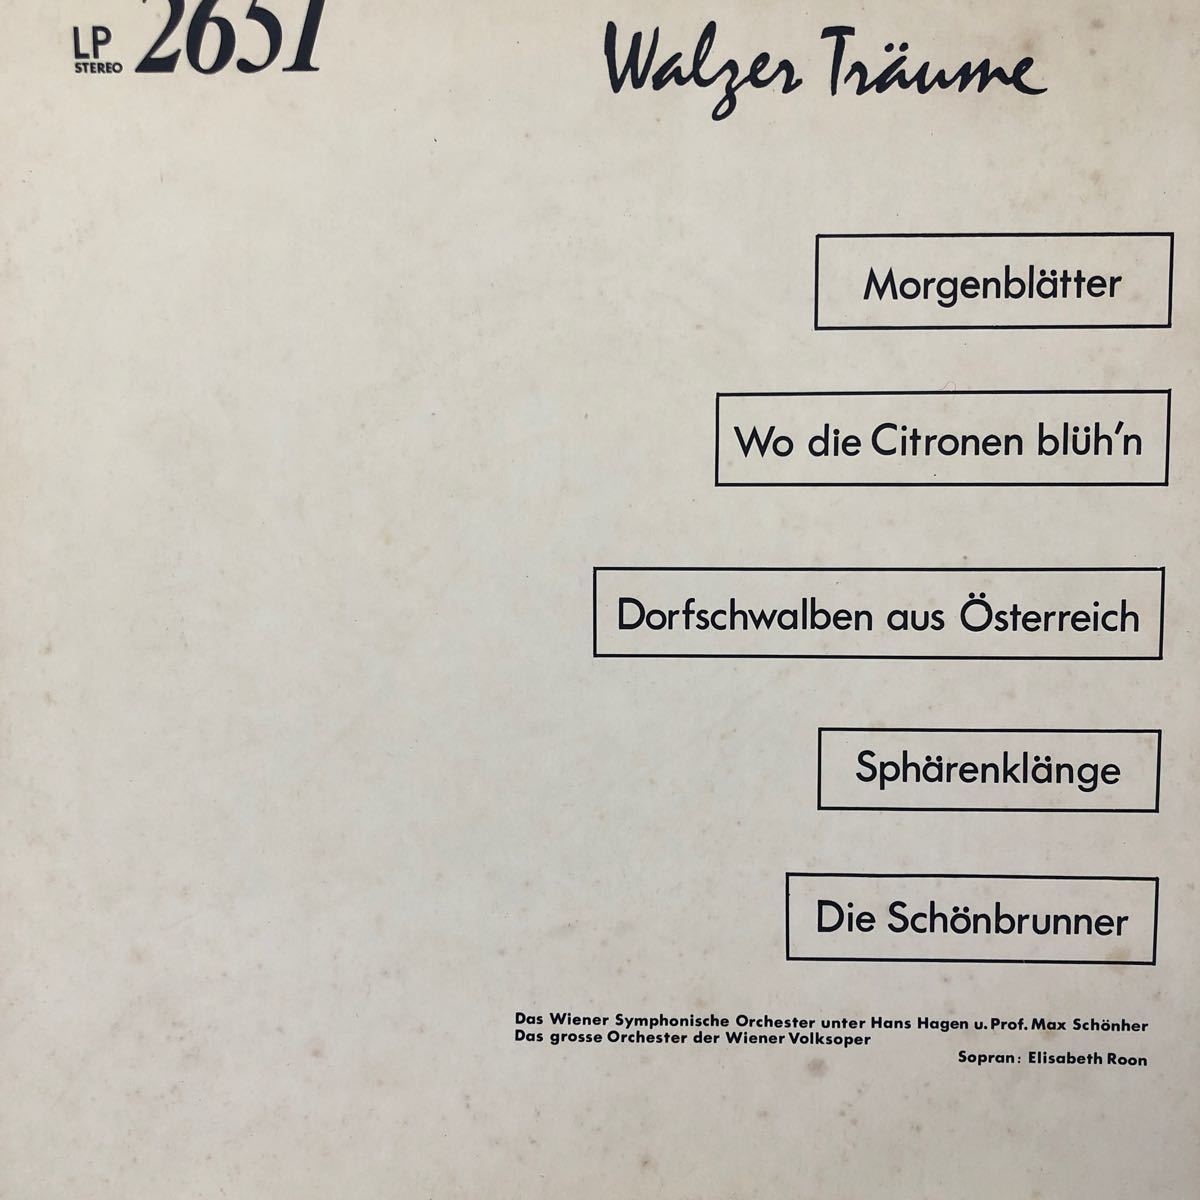 LP 2651
STEREO
Walzer Träume
Morgenblätter
Wo die Citronen blüh'n
Dorfschwalben aus Österreich
Sphärenklänge
Die Schönbrunner
Das Wiener Symphonische Orchester unter Hans Hagen u. Prof. Max Schönher
Das grosse Orchester der Wiener Volksoper
Sopran: Elisabeth Roon